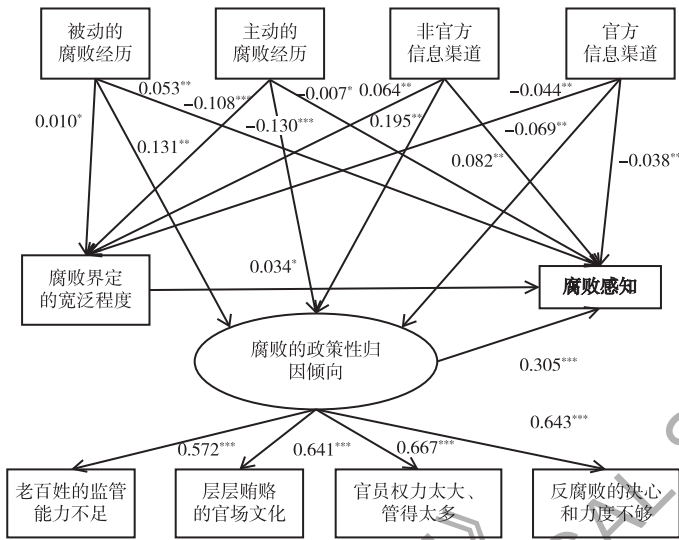 被动的
腐败经历
主动的
腐败经历
非官方
信息渠道
官方
信息渠道
0.053**
-0.108***
-0.007*
0.064**
-0.044**
0.010*
0.131**
-0.130***
0.195**
-0.069**
0.082**
-0.038**
腐败界定
的宽泛程度
0.034*
腐败感知
腐败的政策性归
因倾向
0.305***
0.572***
0.641***
0.667***
0.643***
老百姓的监管
能力不足
层层贿赂
的官场文化
官员权力太大、
管得太多
反腐败的决心
和力度不够